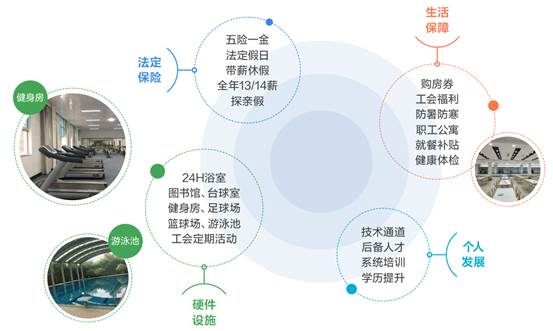 法定
保险
五险一金
法定假日
带薪休假
全年13/14薪
探亲假
生活
保障
购房券
工会福利
防暑防寒
职工公寓
就餐补贴
健康体检
健身房
游泳池
24H浴室
图书馆、台球室
健身房、足球场
篮球场、游泳池
工会定期活动
硬件
设施
技术通道
后备人才
系统培训
学历提升
个人
发展